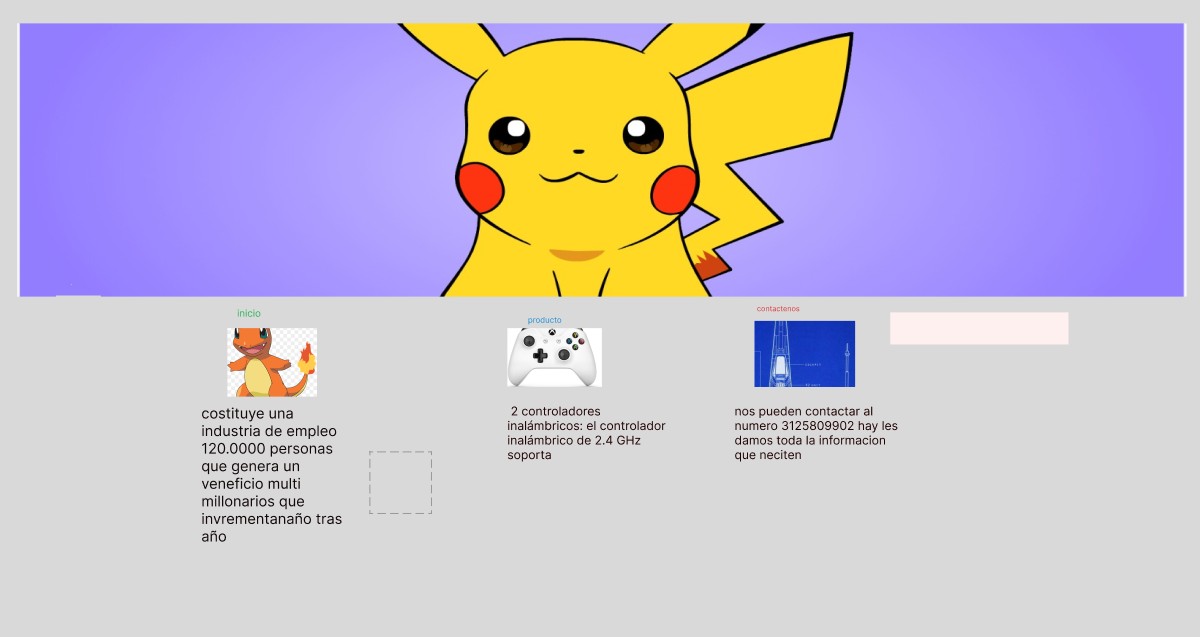 inicio
producto
contactenos
costituye una
industria de empleo
120.0000 personas
que genera un
veneficio multi
millonarios que
invrementanaño tras
año
2 controladores
inalámbricos: el controlador
inalámbrico de 2.4 GHz
soporta
nos pueden contactar al
numero 3125809902 hay les
damos toda la informacion
que neciten